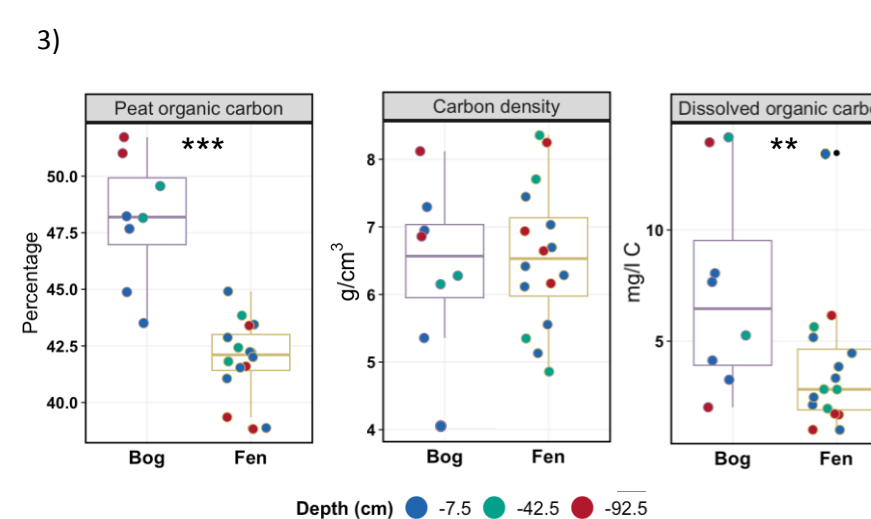 3)
Peat organic carbon
Carbon density
Dissolved organic carbo
***
**
Percentage
50.0
47.5
45.0
42.5
40.0
g/cm³
8
7
6
5
4
mg/l C
10
5
Bog Fen
Bog Fen
Bog Fen
Depth (cm) -7.5 -42.5 -92.5